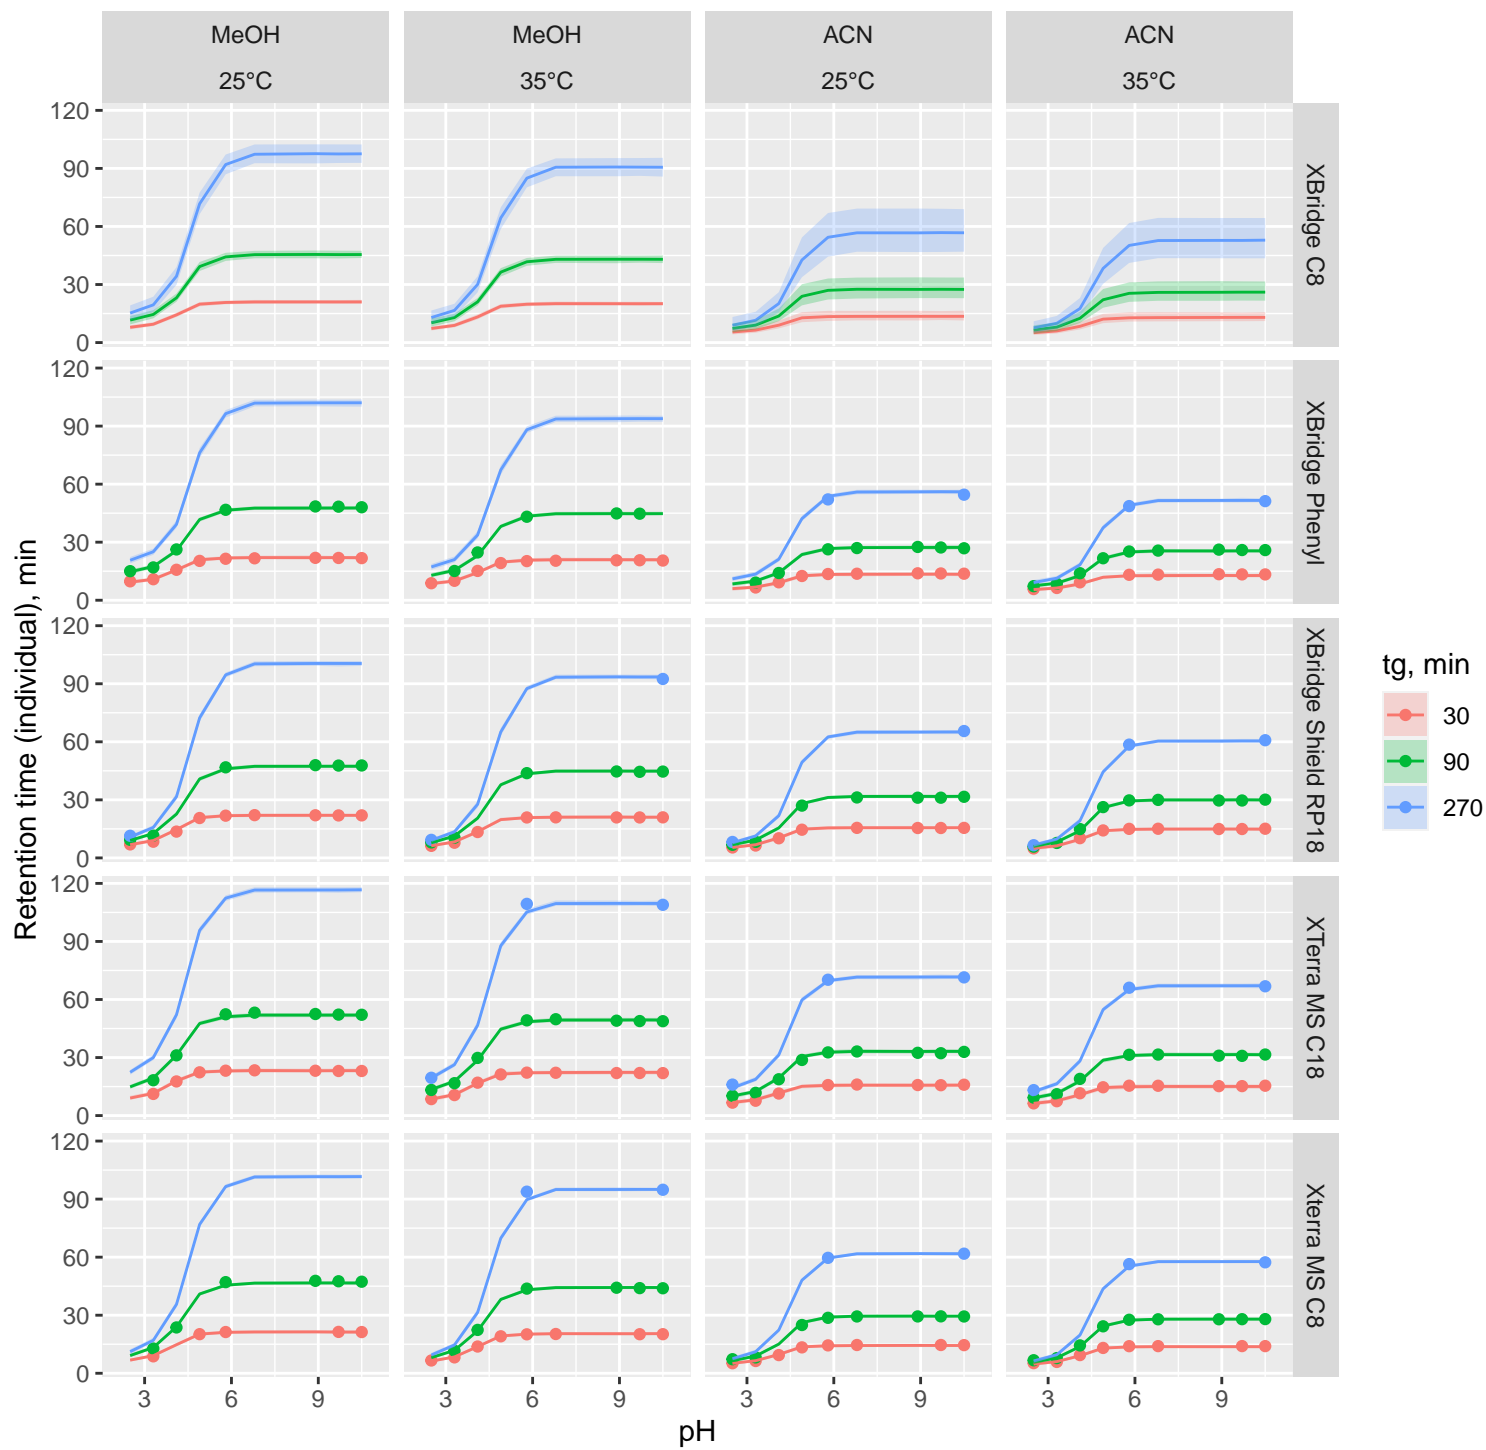 MeOH
MeOH
ACN
ACN
25°C
35°C
25°C
35°C
120
90
60
30
0
XBridge C8
120
90
60
30
0
XBridge Phenyl
120
90
60
30
0
XBridge Shield RP18
120
90
60
30
0
XTerra MS C18
120
90
60
30
0
Xterra MS C8
Retention time (individual), min
3
6
9
3
6
9
3
6
9
3
6
9
pH
tg, min
30
90
270